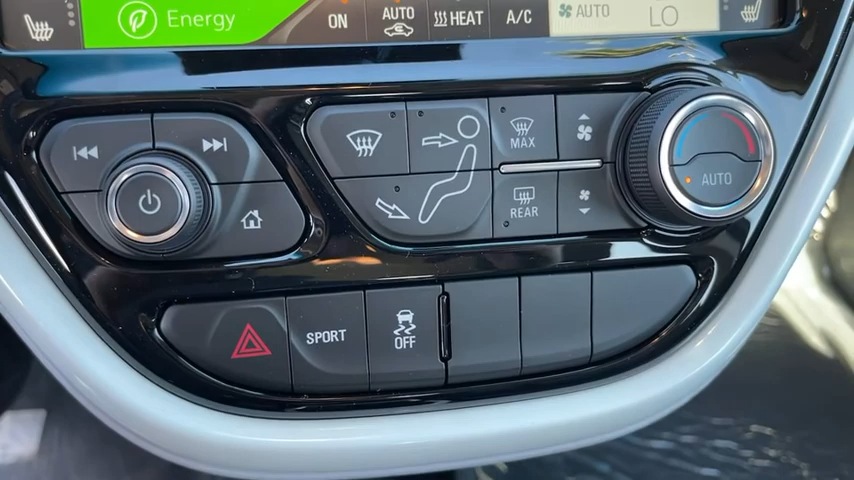 Energy
ON
AUTO
HEAT
A/C
AUTO
LO
MAX
REAR
AUTO
SPORT
OFF